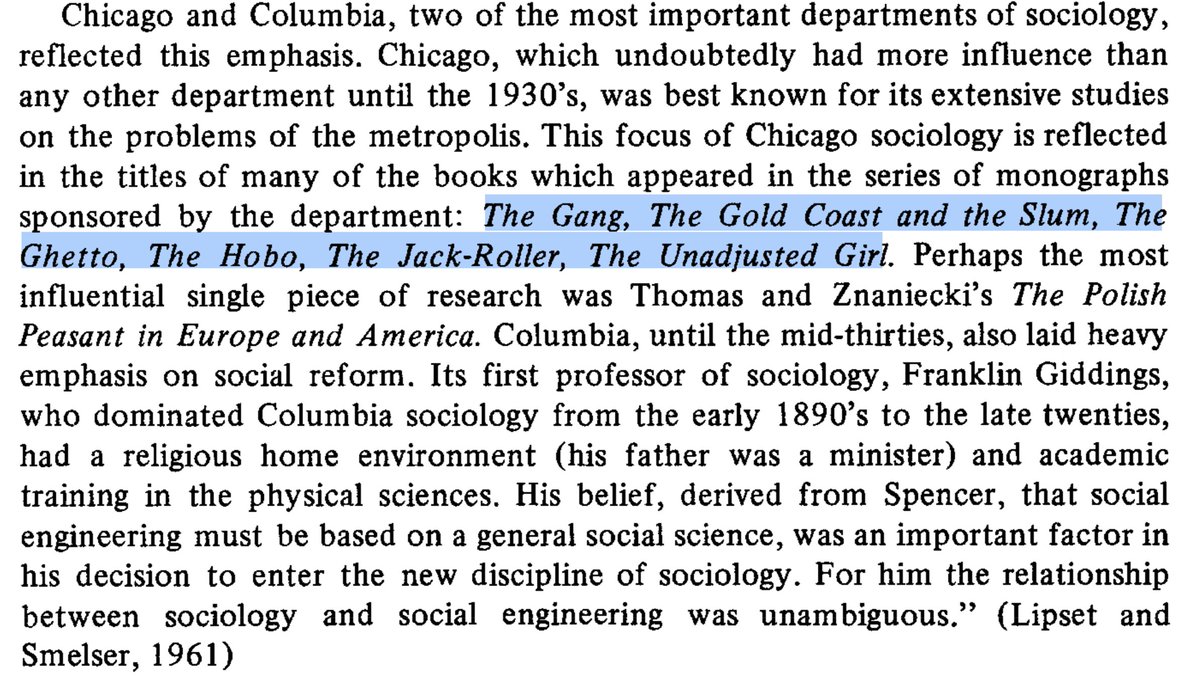 Chicago and Columbia, two of the most important departments of sociology,
reflected this emphasis. Chicago, which undoubtedly had more influence than
any other department until the 1930's, was best known for its extensive studies
on the problems of the metropolis. This focus of Chicago sociology is reflected
in the titles of many of the books which appeared in the series of monographs
sponsored by the department: The Gang, The Gold Coast and the Slum, The
Ghetto, The Hobo, The Jack-Roller, The Unadjusted Girl. Perhaps the most
influential single piece of research was Thomas and Znaniecki's The Polish
Peasant in Europe and America. Columbia, until the mid-thirties, also laid heavy
emphasis on social reform. Its first professor of sociology, Franklin Giddings,
who dominated Columbia sociology from the early 1890's to the late twenties,
had a religious home environment (his father was a minister) and academic
training in the physical sciences. His belief, derived from Spencer, that social
engineering must be based on a general social science, was an important factor in
his decision to enter the new discipline of sociology. For him the relationship
between sociology and social engineering was unambiguous." (Lipset and
Smelser, 1961)